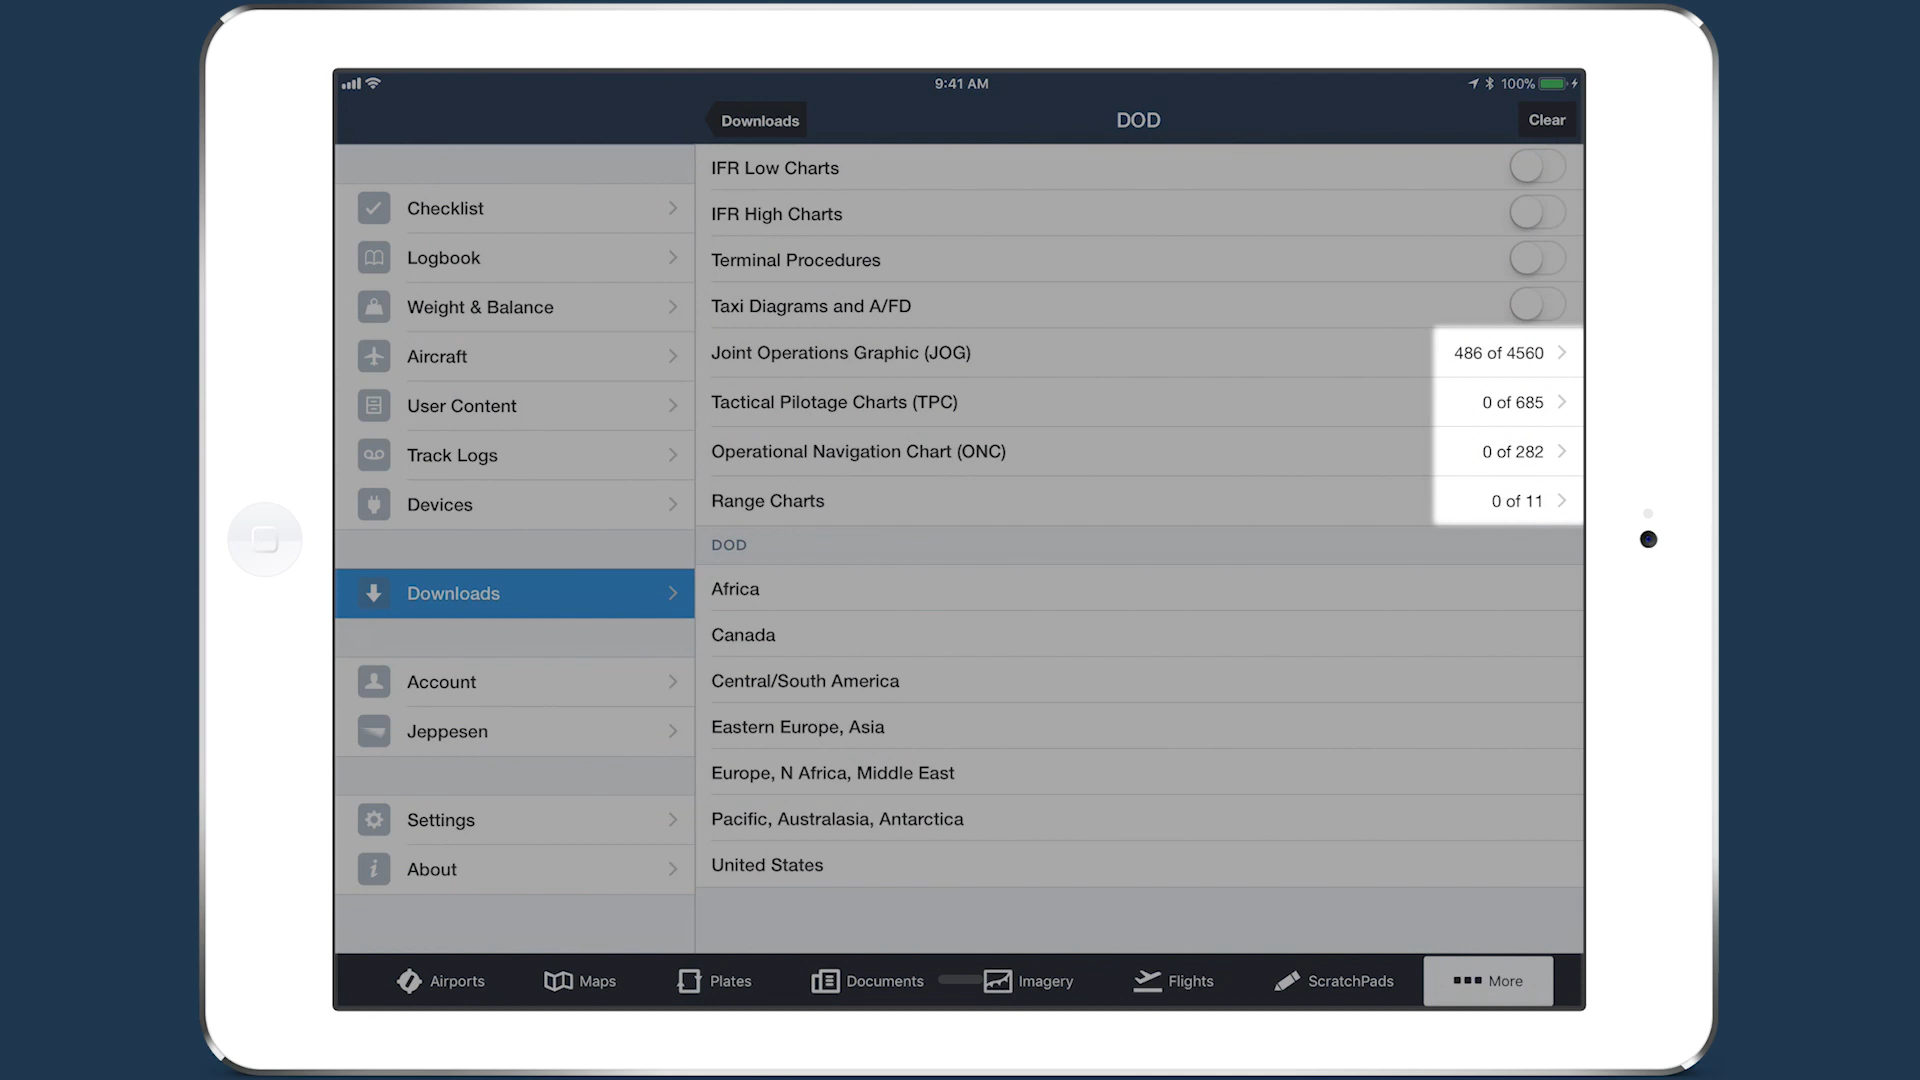 9:41 AM
100%
Downloads
DOD
Clear
Checklist
Logbook
Weight & Balance
Aircraft
User Content
Track Logs
Devices
Downloads
Account
Jeppesen
Settings
About
IFR Low Charts
IFR High Charts
Terminal Procedures
Taxi Diagrams and A/FD
Joint Operations Graphic (JOG) 486 of 4560
Tactical Pilotage Charts (TPC) 0 of 685
Operational Navigation Chart (ONC) 0 of 282
Range Charts 0 of 11
DOD
Africa
Canada
Central/South America
Eastern Europe, Asia
Europe, N Africa, Middle East
Pacific, Australasia, Antarctica
United States
Airports
Maps
Plates
Documents
Imagery
Flights
ScratchPads
More